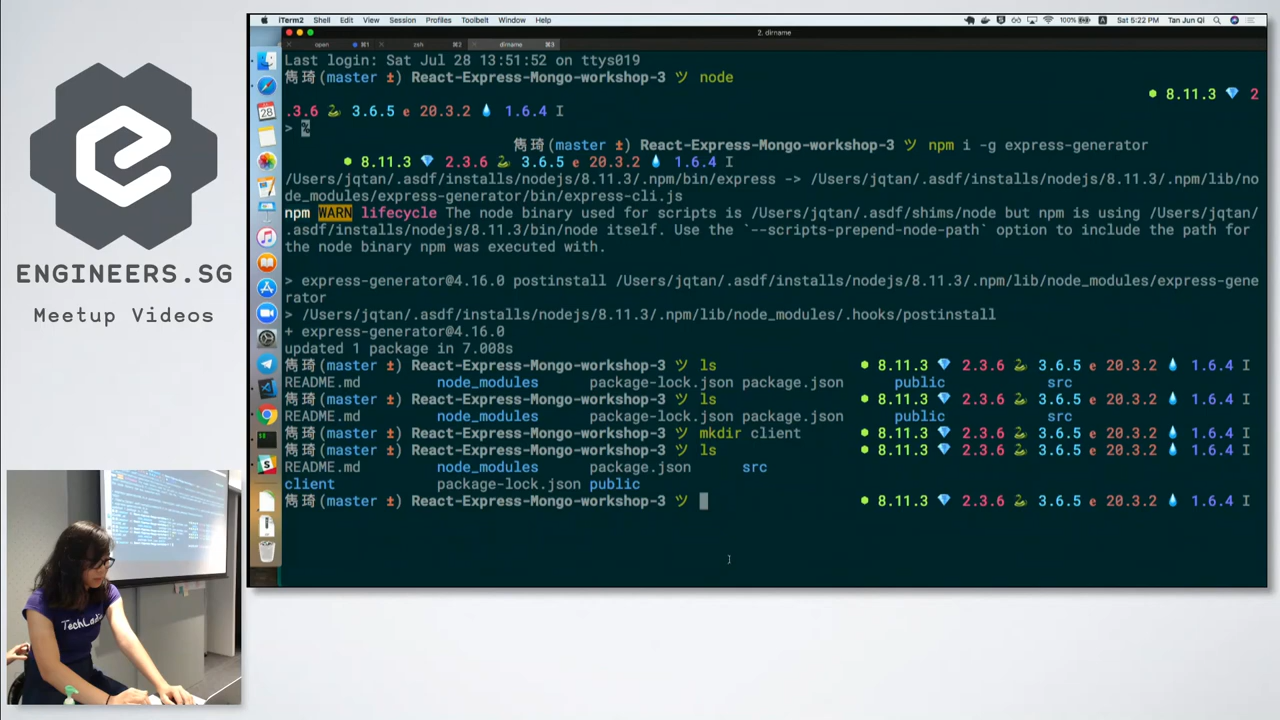 iTerm2 Shell Edit View Session Profiles Toolbelt Window Help
100% Sat 5:22 PM Tan Jun Qi
2. dirname
open ⌘1 zsh ⌘2 dirname ⌘3
Last login: Sat Jul 28 13:51:52 on ttys019
雋琦(master ±) React-Express-Mongo-workshop-3 ツ node
8.11.3 2
.3.6 3.6.5 e 20.3.2 1.6.4 I
> %
雋琦(master ±) React-Express-Mongo-workshop-3 ツ npm i -g express-generator
8.11.3 2.3.6 3.6.5 e 20.3.2 1.6.4 I
/Users/jqtan/.asdf/installs/nodejs/8.11.3/.npm/bin/express -> /Users/jqtan/.asdf/installs/nodejs/8.11.3/.npm/lib/no
de_modules/express-generator/bin/express-cli.js
npm WARN lifecycle The node binary used for scripts is /Users/jqtan/.asdf/shims/node but npm is using /Users/jqtan/
.asdf/installs/nodejs/8.11.3/bin/node itself. Use the `--scripts-prepend-node-path` option to include the path for
the node binary npm was executed with.
> express-generator@4.16.0 postinstall /Users/jqtan/.asdf/installs/nodejs/8.11.3/.npm/lib/node_modules/express-gene
rator
> /Users/jqtan/.asdf/installs/nodejs/8.11.3/.npm/lib/node_modules/.hooks/postinstall
+ express-generator@4.16.0
updated 1 package in 7.008s
雋琦(master ±) React-Express-Mongo-workshop-3 ツ ls 8.11.3 2.3.6 3.6.5 e 20.3.2 1.6.4 I
README.md node_modules package-lock.json package.json public src
雋琦(master ±) React-Express-Mongo-workshop-3 ツ ls 8.11.3 2.3.6 3.6.5 e 20.3.2 1.6.4 I
README.md node_modules package-lock.json package.json public src
雋琦(master ±) React-Express-Mongo-workshop-3 ツ mkdir client 8.11.3 2.3.6 3.6.5 e 20.3.2 1.6.4 I
雋琦(master ±) React-Express-Mongo-workshop-3 ツ ls 8.11.3 2.3.6 3.6.5 e 20.3.2 1.6.4 I
README.md node_modules package.json src
client package-lock.json public
雋琦(master ±) React-Express-Mongo-workshop-3 ツ 8.11.3 2.3.6 3.6.5 e 20.3.2 1.6.4 I
ENGINEERS.SG
Meetup Videos
28